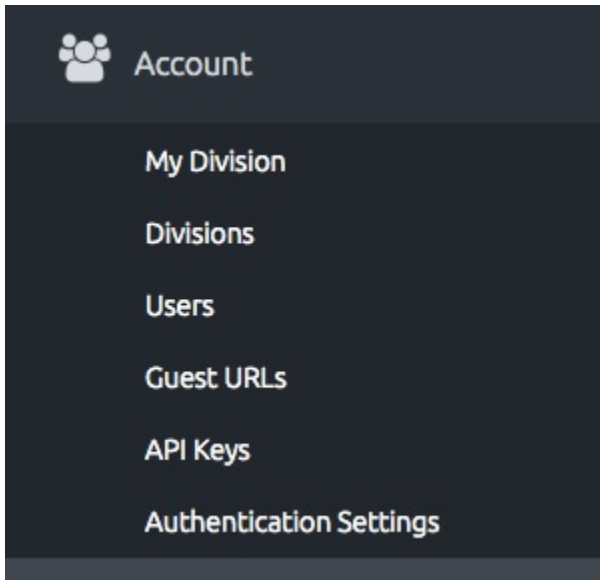 Account
My Division
Divisions
Users
Guest URLs
API Keys
Authentication Settings